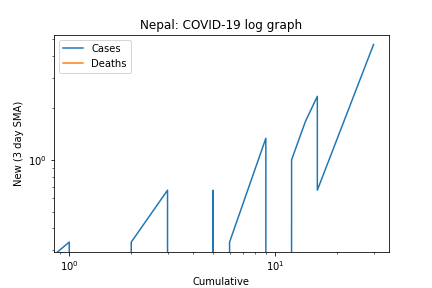 Nepal: COVID-19 log graph
Cases
Deaths
New (3 day SMA)
10⁰
10⁰
10¹
Cumulative